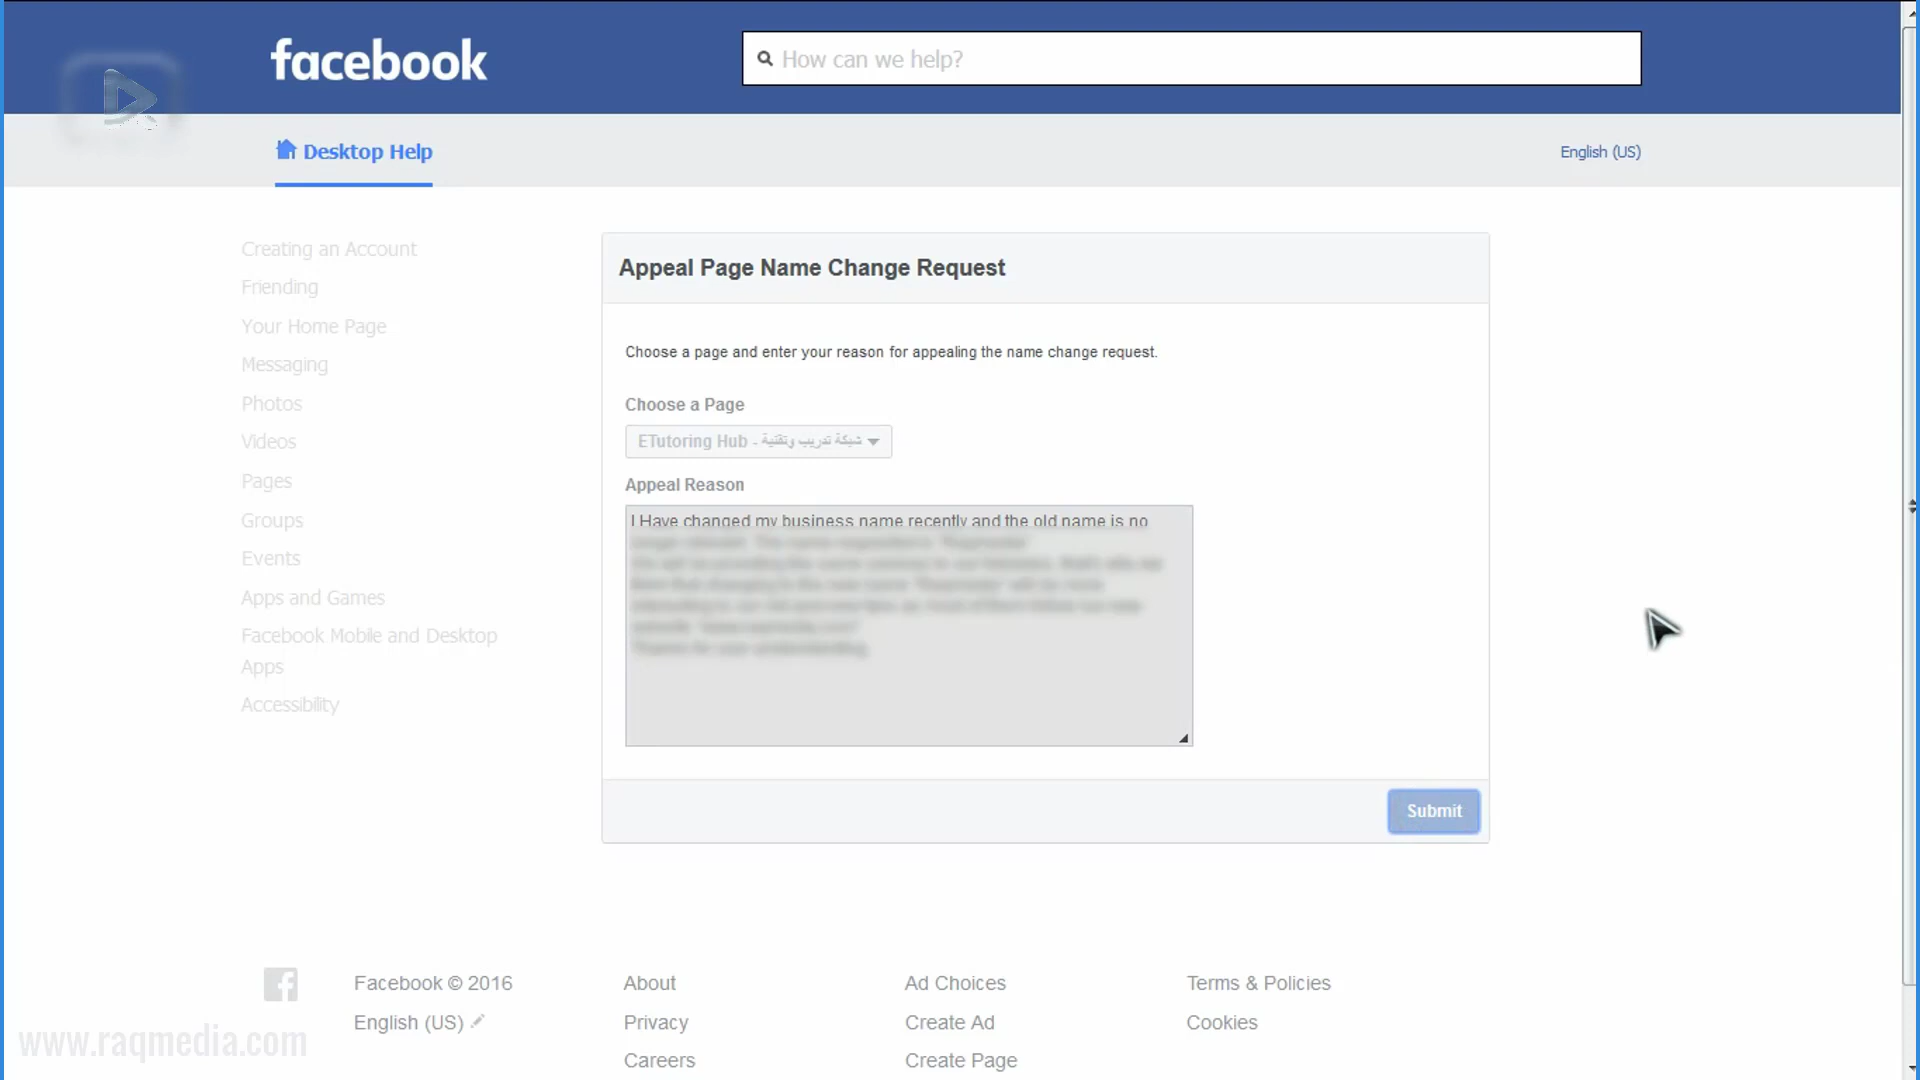 facebook
How can we help?
Desktop Help
English (US)
Creating an Account
Friending
Your Home Page
Messaging
Photos
Videos
Pages
Groups
Events
Apps and Games
Facebook Mobile and Desktop
Apps
Accessibility
Appeal Page Name Change Request
Choose a page and enter your reason for appealing the name change request.
Choose a Page
ETutoring Hub - شبكة تدريب وتقنية
Appeal Reason
I Have changed my business name recently and the old name is no
Submit
Facebook © 2016
English (US)
About
Privacy
Careers
Ad Choices
Create Ad
Create Page
Terms & Policies
Cookies
www.raqmedia.com